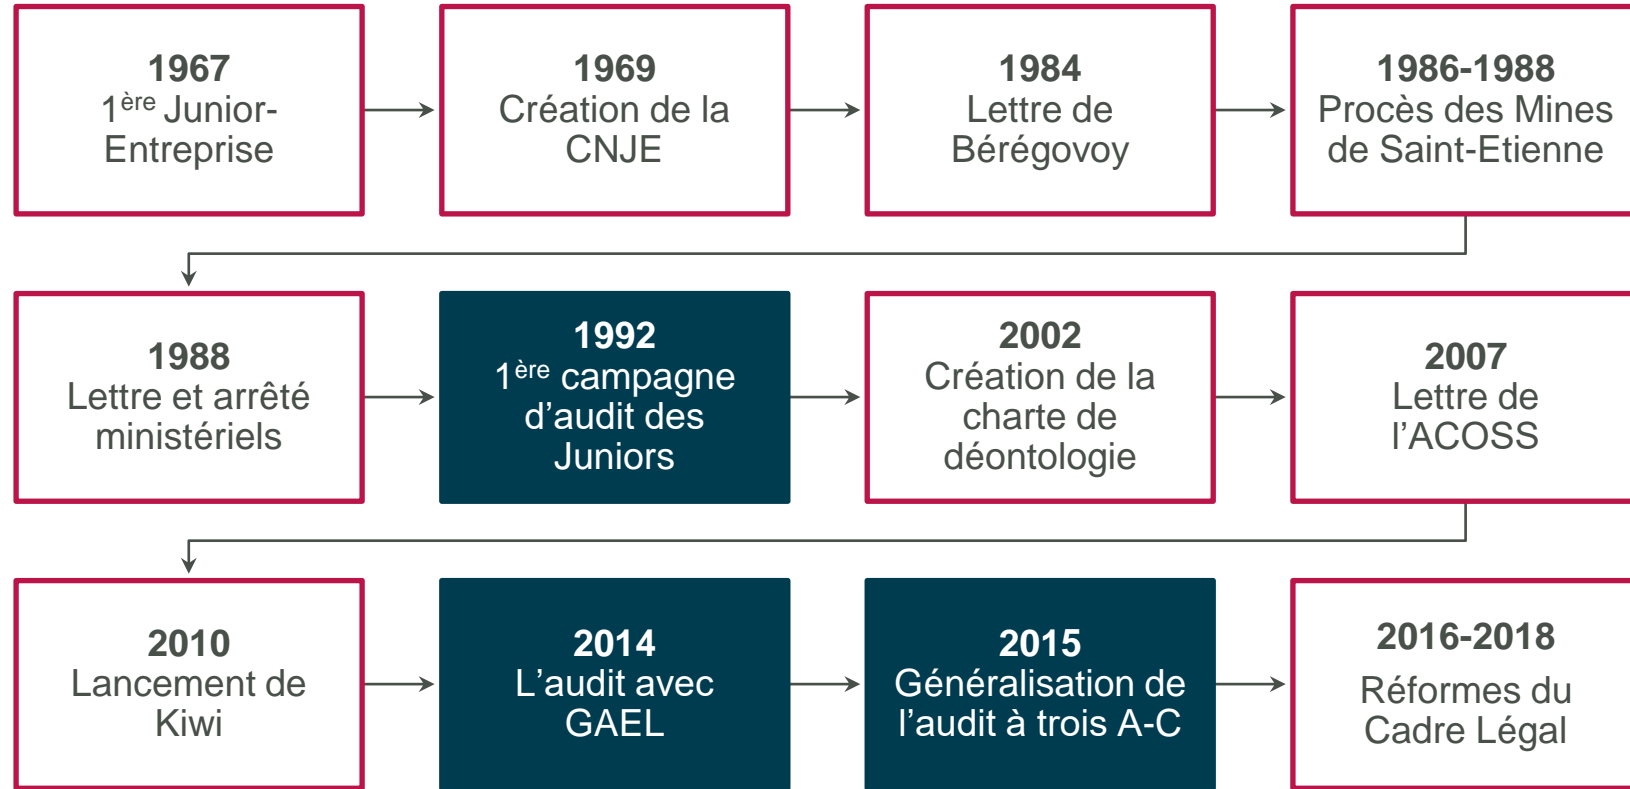 1967
1ère Junior-
Entreprise
1969
Création de la
CNJE
1984
Lettre de
Bérégovoy
1986-1988
Procès des Mines
de Saint-Etienne
1988
Lettre et arrêté
ministériels
1992
1ère campagne
d’audit des
Juniors
2002
Création de la
charte de
déontologie
2007
Lettre de
l’ACOSS
2010
Lancement de
Kiwi
2014
L’audit avec
GAEL
2015
Généralisation de
l’audit à trois A-C
2016-2018
Réformes du
Cadre Légal